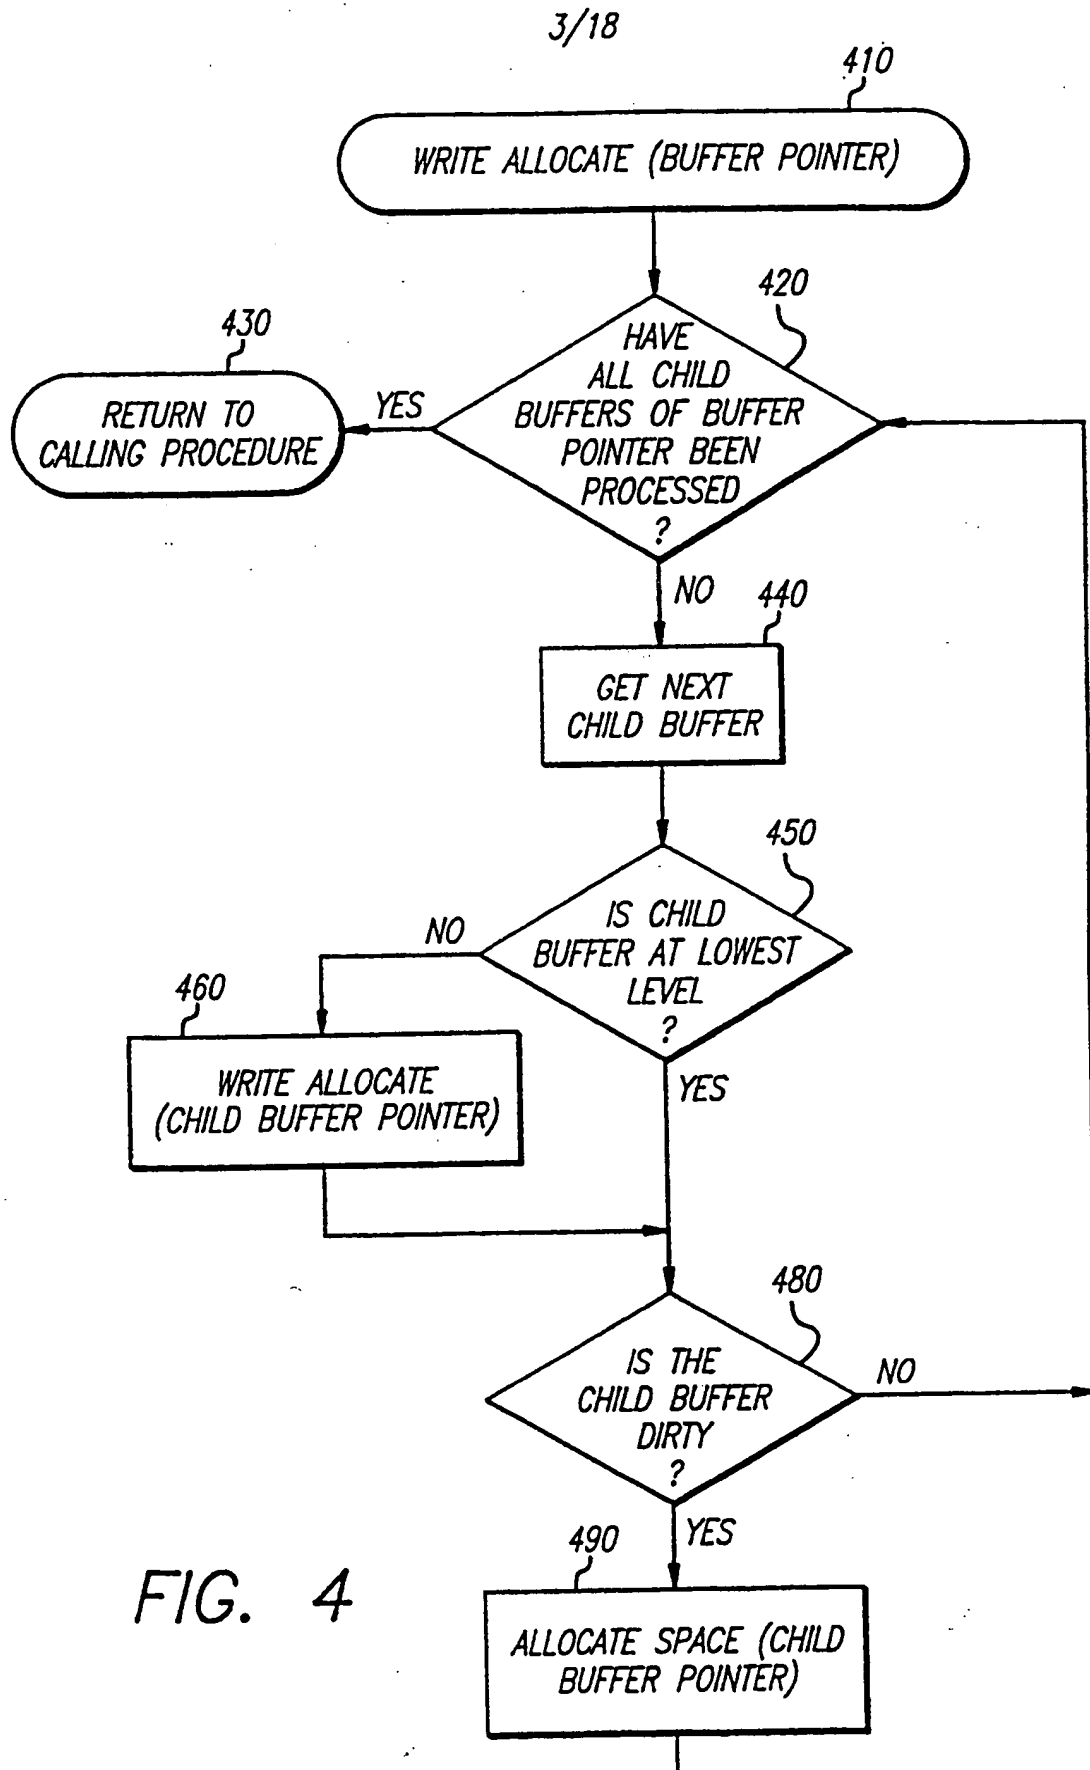 3/18
410
WRITE ALLOCATE (BUFFER POINTER)
420
HAVE
ALL CHILD
BUFFERS OF BUFFER
POINTER BEEN
PROCESSED
?
430
YES
RETURN TO
CALLING PROCEDURE
NO
440
GET NEXT
CHILD BUFFER
450
IS CHILD
BUFFER AT LOWEST
LEVEL
?
NO
460
WRITE ALLOCATE
(CHILD BUFFER POINTER)
YES
480
IS THE
CHILD BUFFER
DIRTY
?
NO
YES
490
ALLOCATE SPACE (CHILD
BUFFER POINTER)
FIG. 4